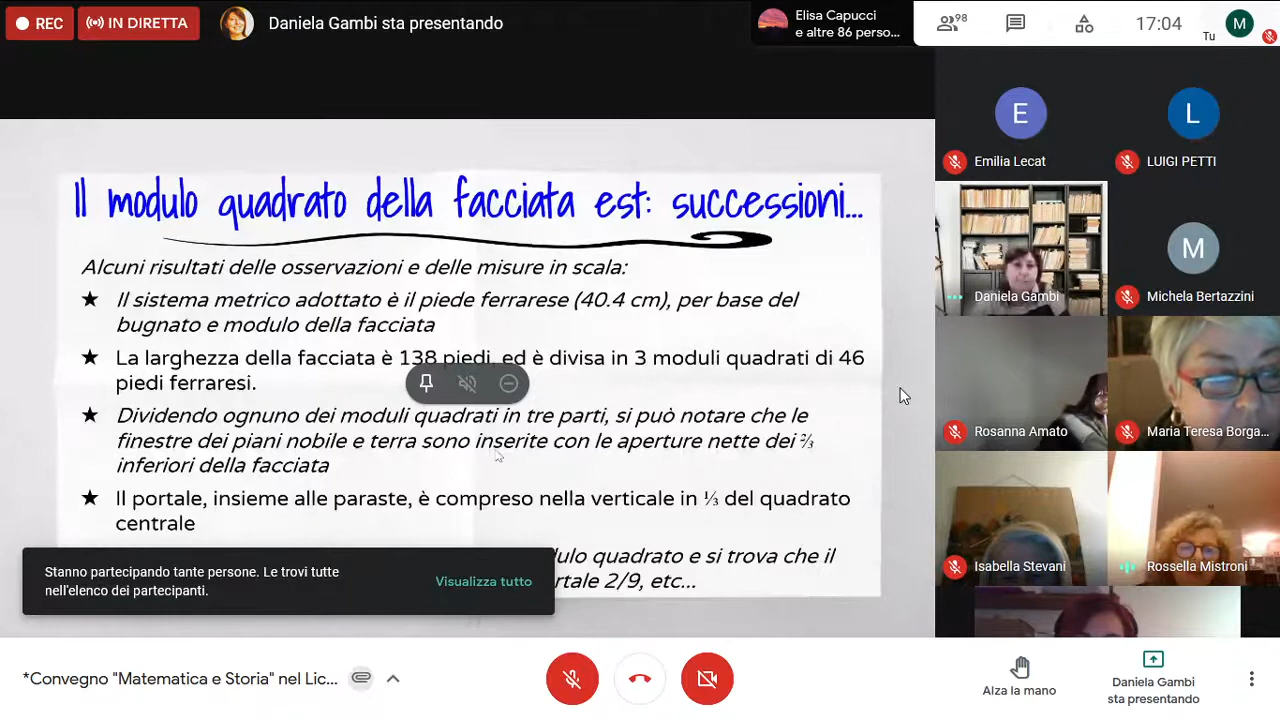 REC
IN DIRETTA
Daniela Gambi sta presentando
Elisa Capucci
e altre 86 perso...
98
17:04
Tu
M
E
Emilia Lecat
L
LUIGI PETTI
Daniela Gambi
M
Michela Bertazzini
Rosanna Amato
Maria Teresa Borga...
Isabella Stevani
Rossella Mistroni
Il modulo quadrato della facciata est: successioni...
Alcuni risultati delle osservazioni e delle misure in scala:
★ Il sistema metrico adottato è il piede ferrarese (40.4 cm), per base del
bugnato e modulo della facciata
★ La larghezza della facciata è 138 piedi, ed è divisa in 3 moduli quadrati di 46
piedi ferraresi.
★ Dividendo ognuno dei moduli quadrati in tre parti, si può notare che le
finestre dei piani nobile e terra sono inserite con le aperture nette dei ⅔
inferiori della facciata
★ Il portale, insieme alle paraste, è compreso nella verticale in ⅓ del quadrato
centrale
quadrato e si trova che il
2/9, etc...
Stanno partecipando tante persone. Le trovi tutte
nell'elenco dei partecipanti.
Visualizza tutto
*Convegno "Matematica e Storia" nel Lic...
Alza la mano
Daniela Gambi
sta presentando